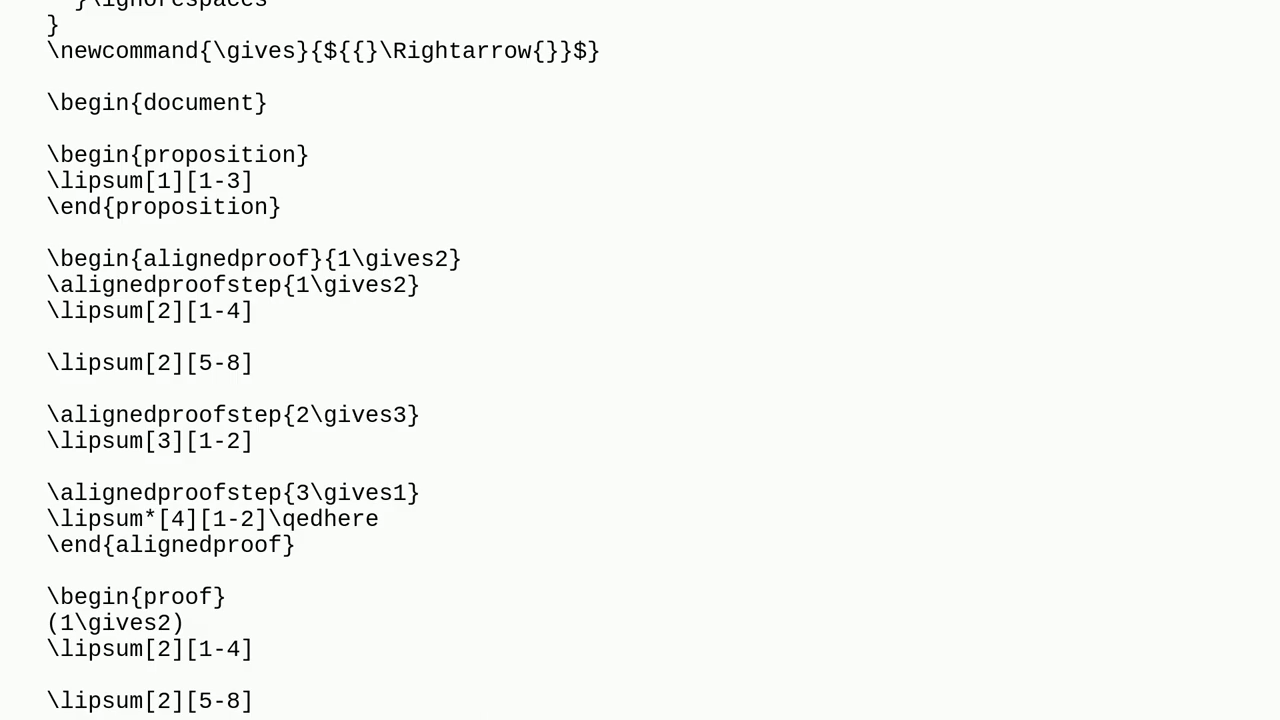 }\ignorespaces
}
\newcommand{\gives}{${{}\Rightarrow{}}$}
\begin{document}
\begin{proposition}
\lipsum[1][1-3]
\end{proposition}
\begin{alignedproof}{1\gives2}
\alignedproofstep{1\gives2}
\lipsum[2][1-4]
\lipsum[2][5-8]
\alignedproofstep{2\gives3}
\lipsum[3][1-2]
\alignedproofstep{3\gives1}
\lipsum*[4][1-2]\qedhere
\end{alignedproof}
\begin{proof}
(1\gives2)
\lipsum[2][1-4]
\lipsum[2][5-8]